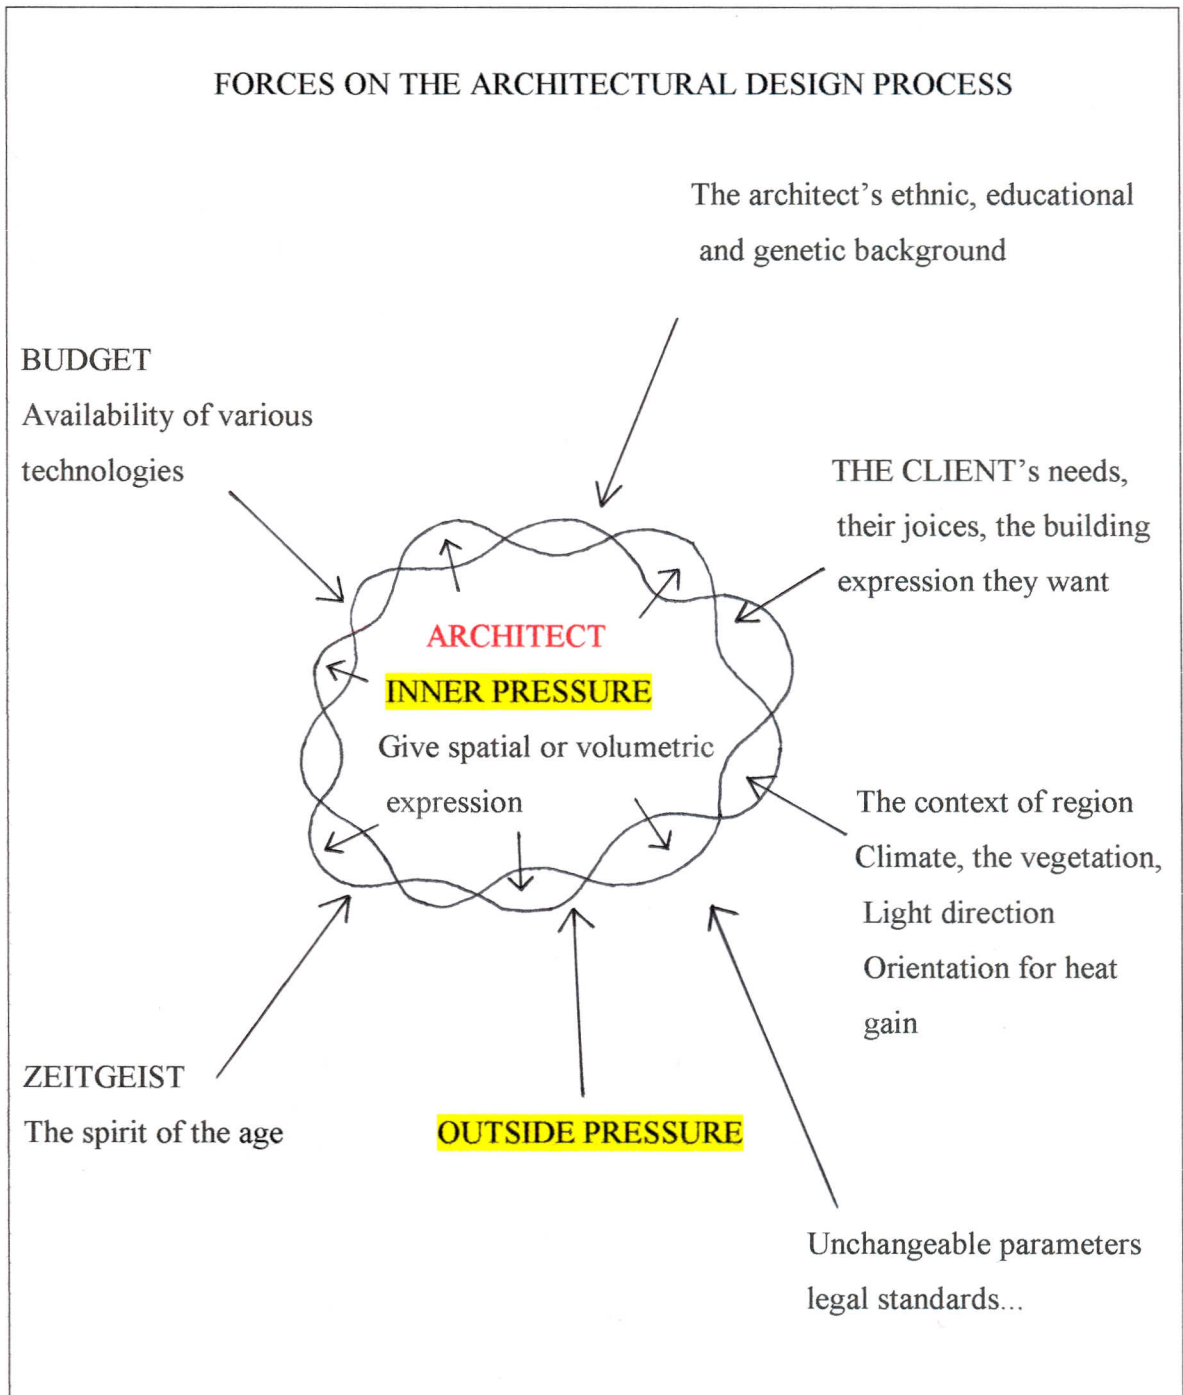 FORCES ON THE ARCHITECTURAL DESIGN PROCESS
The architect’s ethnic, educational
and genetic background
BUDGET
Availability of various
technologies
THE CLIENT’s needs,
their joices, the building
expression they want
ARCHITECT
INNER PRESSURE
Give spatial or volumetric
expression
The context of region
Climate, the vegetation,
Light direction
Orientation for heat
gain
ZEITGEIST
The spirit of the age
OUTSIDE PRESSURE
Unchangeable parameters
legal standards...